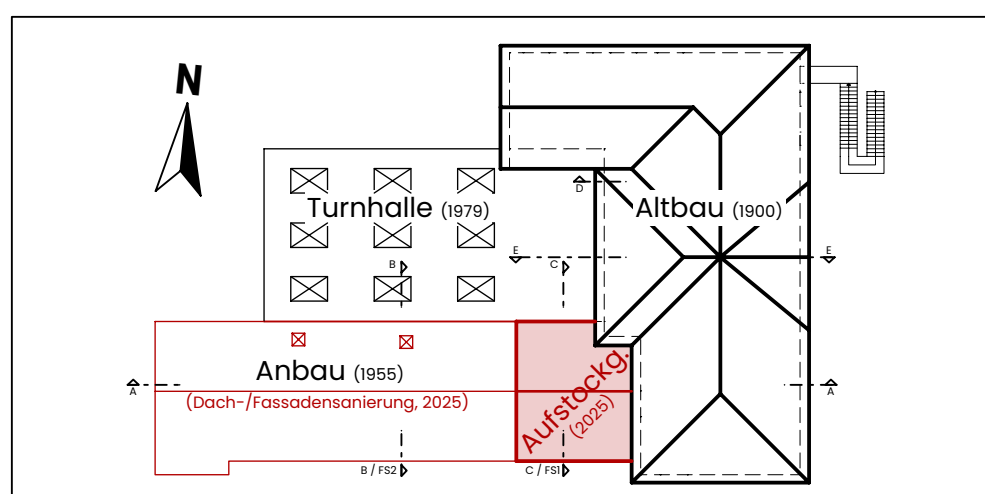 N
Turnhalle (1979)
Altbau (1900)
D
E
E
B
C
Anbau (1955)
(Dach-/Fassadensanierung, 2025)
Aufstockg.
(2025)
A
A
B / FS2
C / FS1